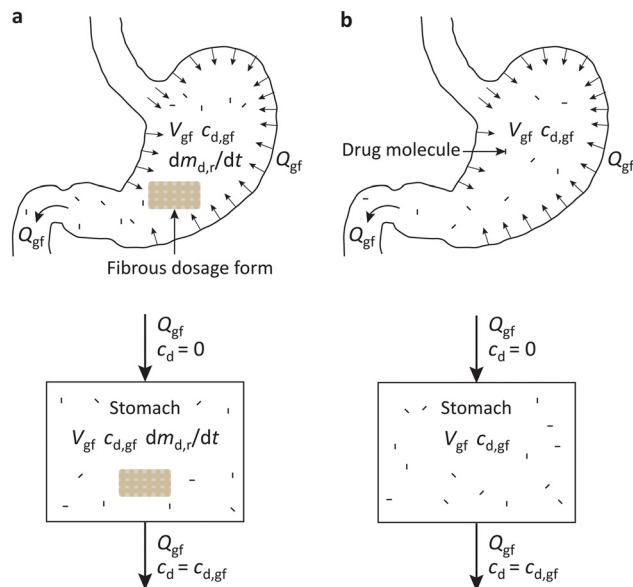 a
V_gf c_d,gf
dm_d,r/dt
Q_gf
Q_gf
Fibrous dosage form
Q_gf
c_d = 0
Stomach
V_gf c_d,gf dm_d,r/dt
Q_gf
c_d = c_d,gf
b
V_gf c_d,gf
Drug molecule
Q_gf
Q_gf
Q_gf
c_d = 0
Stomach
V_gf c_d,gf
Q_gf
c_d = c_d,gf